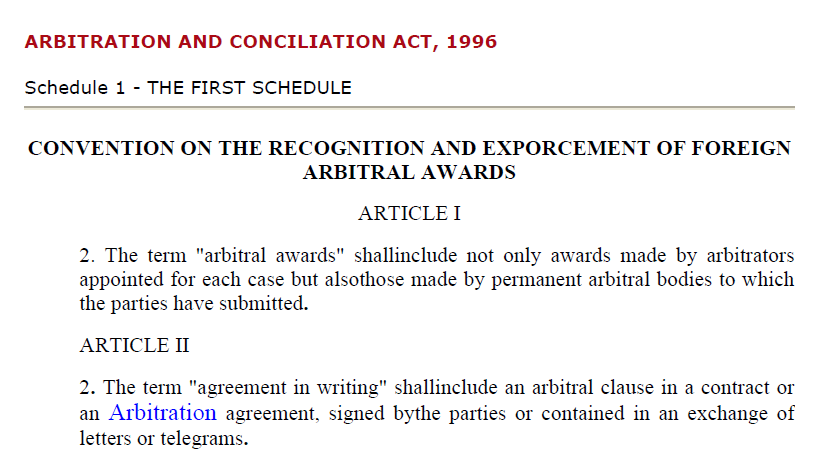 ARBITRATION AND CONCILIATION ACT, 1996
Schedule 1 - THE FIRST SCHEDULE
CONVENTION ON THE RECOGNITION AND EXPORCEMENT OF FOREIGN
ARBITRAL AWARDS
ARTICLE I
2. The term "arbitral awards" shallinclude not only awards made by arbitrators
appointed for each case but alsothose made by permanent arbitral bodies to which
the parties have submitted.
ARTICLE II
2. The term "agreement in writing" shallinclude an arbitral clause in a contract or
an Arbitration agreement, signed bythe parties or contained in an exchange of
letters or telegrams.